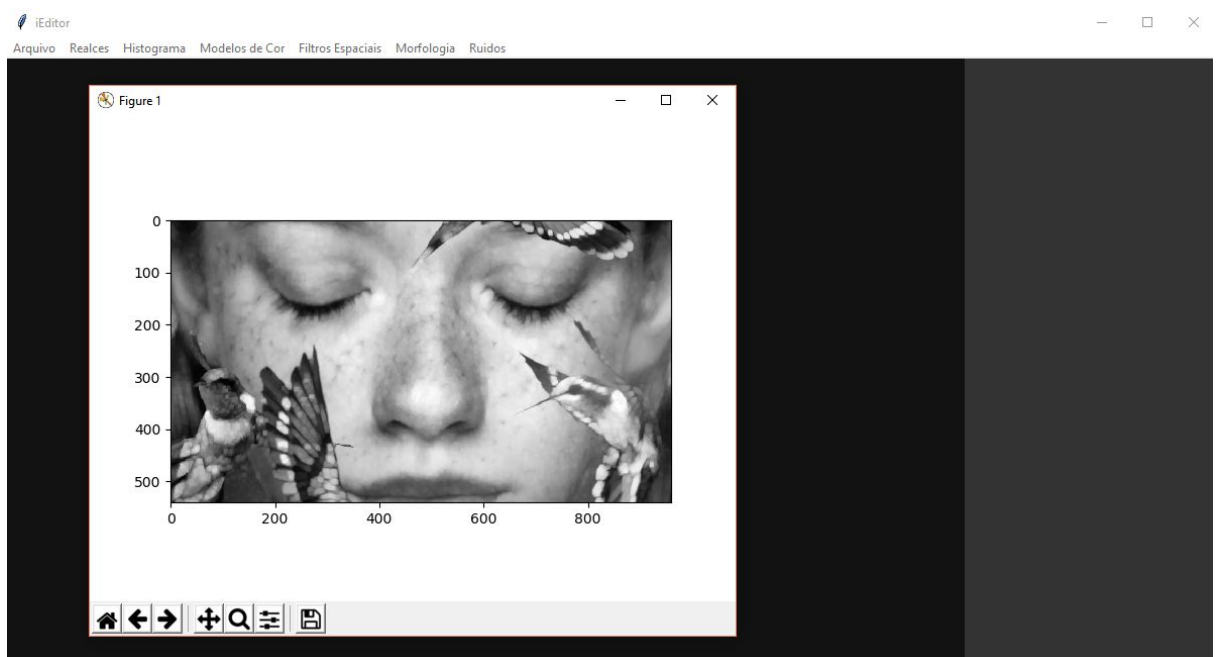 iEditor
Arquivo Realces Histograma Modelos de Cor Filtros Espaciais Morfologia Ruidos
Figure 1
0
100
200
300
400
500
0 200 400 600 800